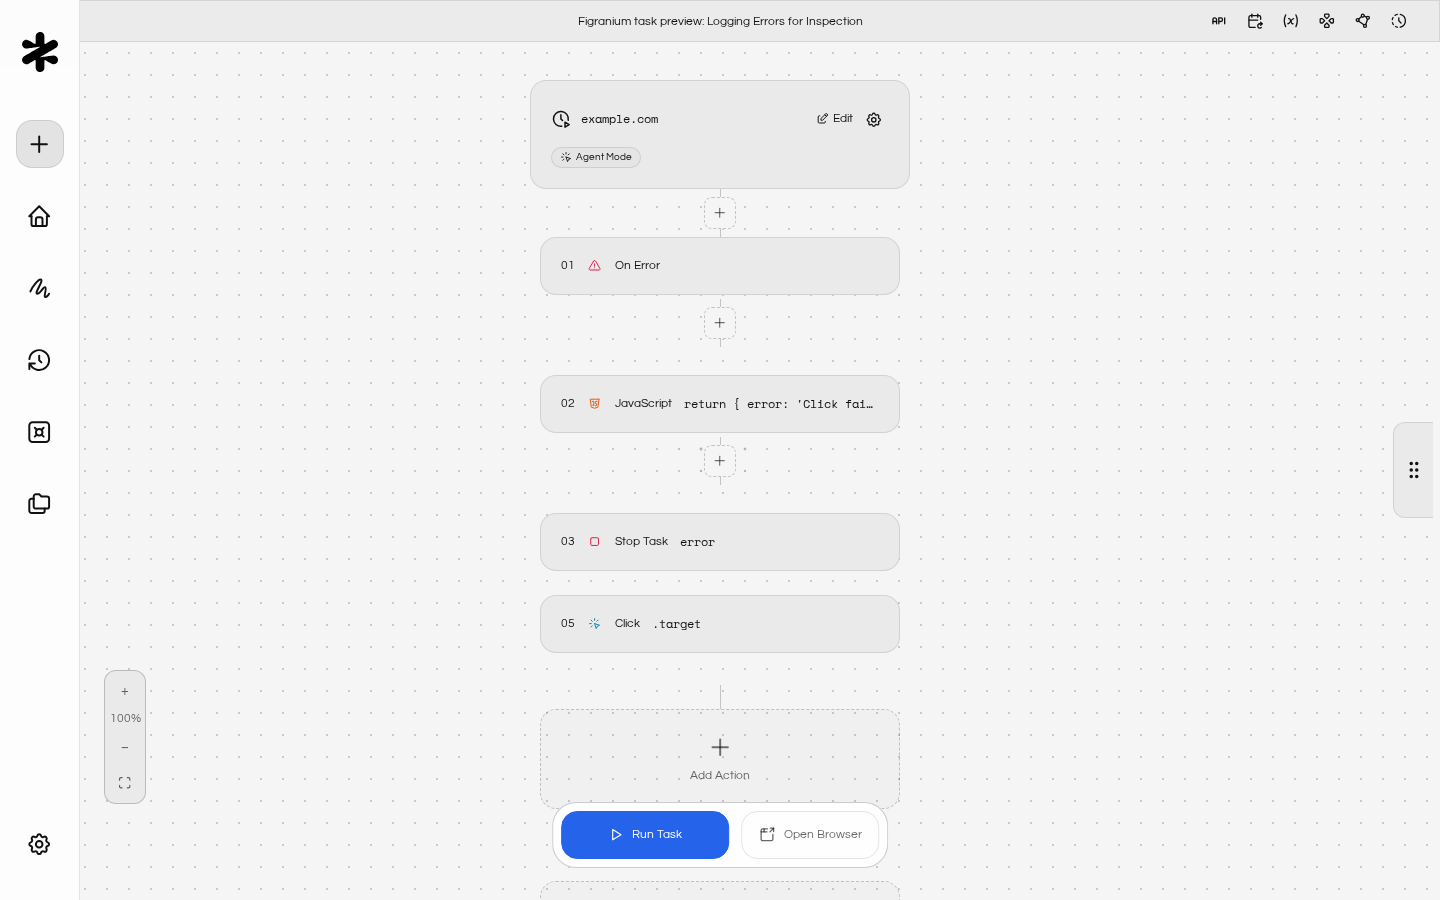 Figranium task preview: Logging Errors for Inspection
API
(x)
example.com
Edit
Agent Mode
01 On Error
02 JavaScript return { error: 'Click fai…
03 Stop Task error
05 Click .target
+
100%
−
Add Action
Run Task
Open Browser